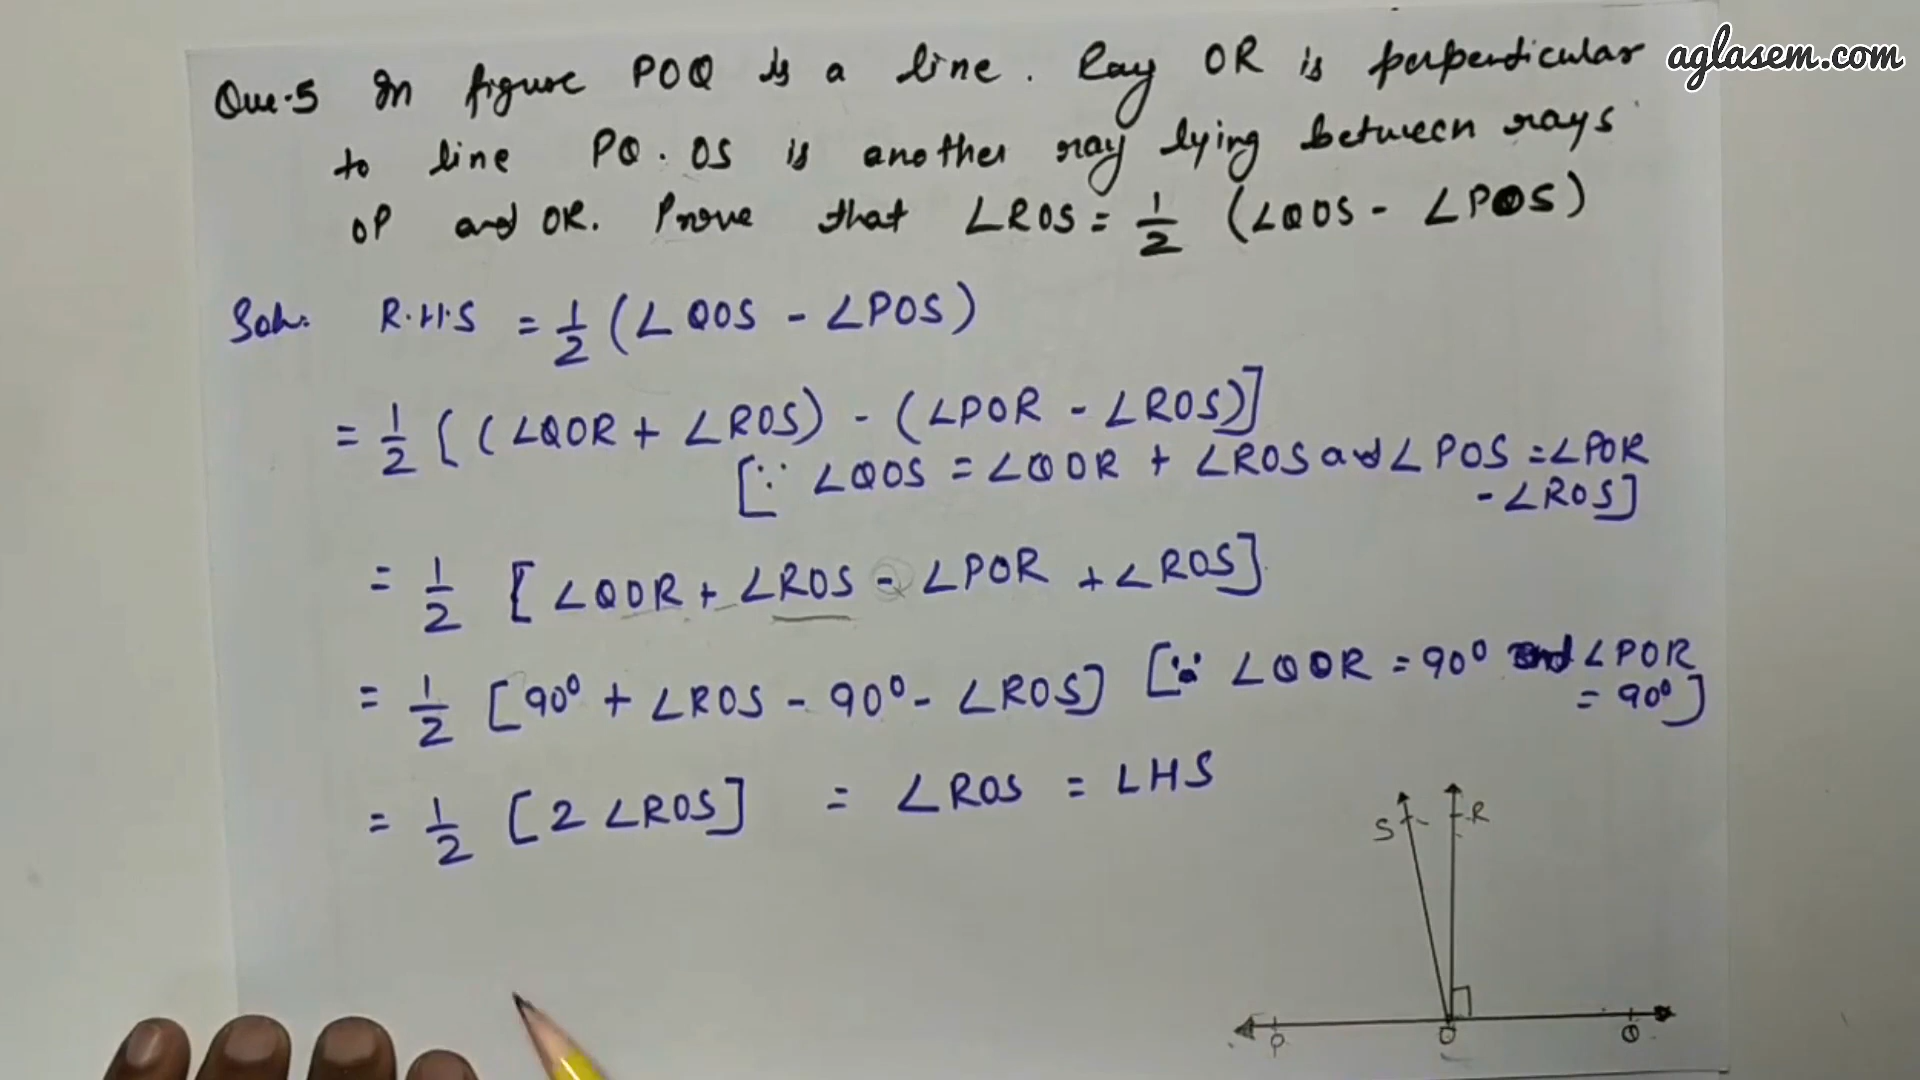 aglasem.com
Que.5 In figure POQ is a line. Ray OR is perpendicular
to line PQ. OS is another ray lying between rays
OP and OR. Prove that ∠ROS = 1/2 (∠QOS - ∠POS)
Soln. R.H.S = 1/2 (∠QOS - ∠POS)
= 1/2 [(∠QOR + ∠ROS) - (∠POR - ∠ROS)]
[∵ ∠QOS = ∠QOR + ∠ROS and ∠POS = ∠POR
- ∠ROS]
= 1/2 [∠QOR + ∠ROS - ∠POR + ∠ROS]
= 1/2 [90° + ∠ROS - 90° - ∠ROS] [∵ ∠QOR = 90° and ∠POR
= 90°]
= 1/2 [2 ∠ROS] = ∠ROS = LHS
S R
P O Q